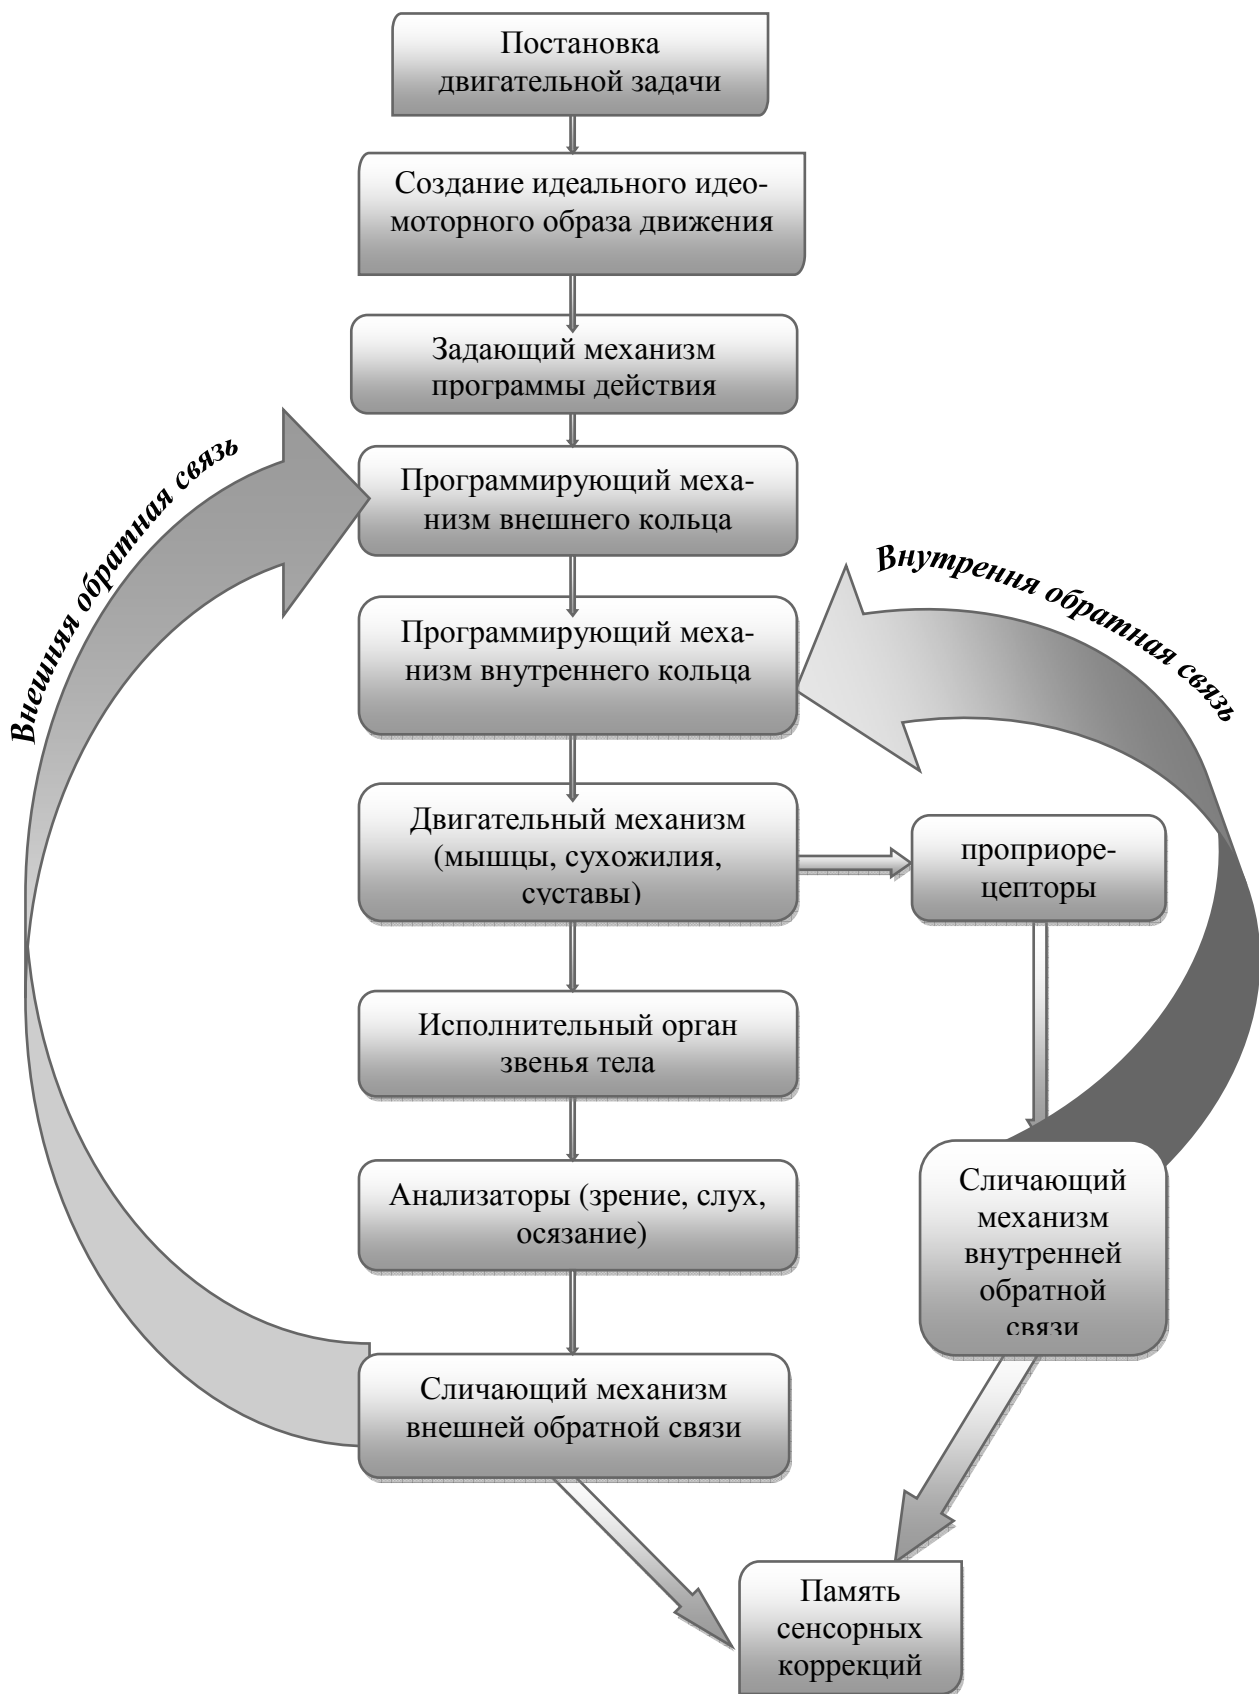 Постановка
двигательной задачи
Создание идеального идео-
моторного образа движения
Задающий механизм
программы действия
Программирующий меха-
низм внешнего кольца
Внешняя обратная связь
Внутрення обратная связь
Программирующий меха-
низм внутреннего кольца
Двигательный механизм
(мышцы, сухожилия,
суставы)
проприоре-
цепторы
Исполнительный орган
звенья тела
Анализаторы (зрение, слух,
осязание)
Сличающий
механизм
внутренней
обратной
связи
Сличающий механизм
внешней обратной связи
Память
сенсорных
коррекций